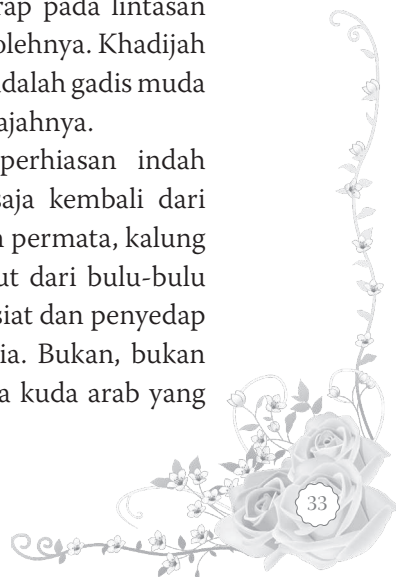 rap pada lintasan
olehnya. Khadijah
dalah gadis muda
ajahnya.
perhiasan indah
saja kembali dari
permata, kalung
ut dari bulu-bulu
siat dan penyedap
ia. Bukan, bukan
a kuda arab yang
33